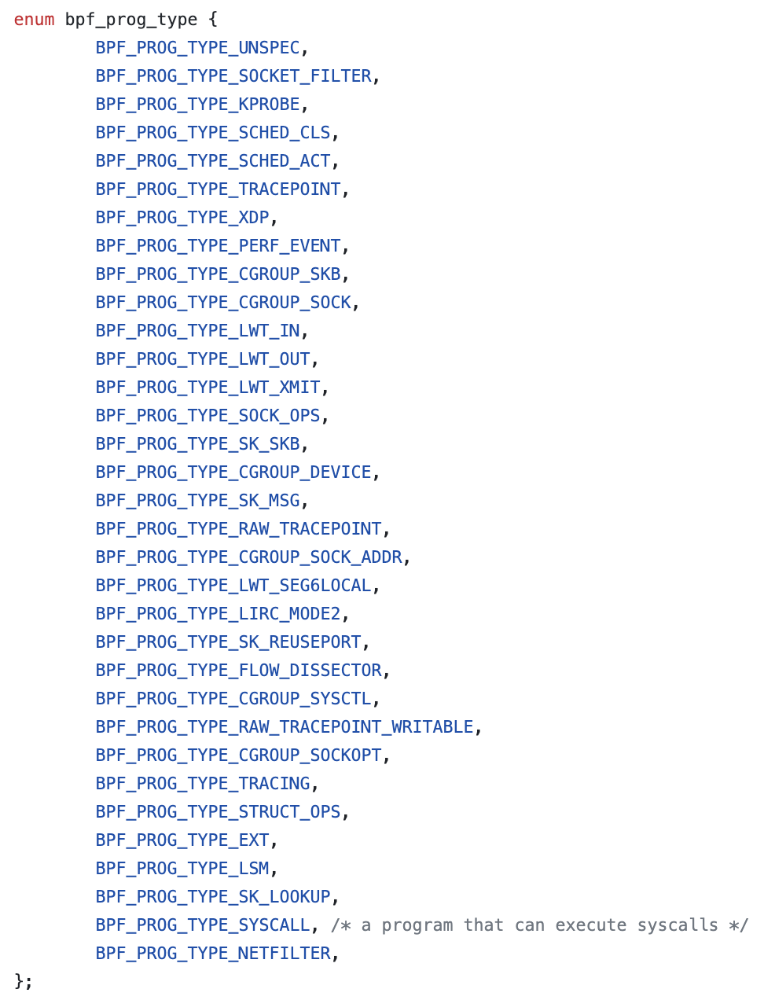 enum bpf_prog_type {
        BPF_PROG_TYPE_UNSPEC,
        BPF_PROG_TYPE_SOCKET_FILTER,
        BPF_PROG_TYPE_KPROBE,
        BPF_PROG_TYPE_SCHED_CLS,
        BPF_PROG_TYPE_SCHED_ACT,
        BPF_PROG_TYPE_TRACEPOINT,
        BPF_PROG_TYPE_XDP,
        BPF_PROG_TYPE_PERF_EVENT,
        BPF_PROG_TYPE_CGROUP_SKB,
        BPF_PROG_TYPE_CGROUP_SOCK,
        BPF_PROG_TYPE_LWT_IN,
        BPF_PROG_TYPE_LWT_OUT,
        BPF_PROG_TYPE_LWT_XMIT,
        BPF_PROG_TYPE_SOCK_OPS,
        BPF_PROG_TYPE_SK_SKB,
        BPF_PROG_TYPE_CGROUP_DEVICE,
        BPF_PROG_TYPE_SK_MSG,
        BPF_PROG_TYPE_RAW_TRACEPOINT,
        BPF_PROG_TYPE_CGROUP_SOCK_ADDR,
        BPF_PROG_TYPE_LWT_SEG6LOCAL,
        BPF_PROG_TYPE_LIRC_MODE2,
        BPF_PROG_TYPE_SK_REUSEPORT,
        BPF_PROG_TYPE_FLOW_DISSECTOR,
        BPF_PROG_TYPE_CGROUP_SYSCTL,
        BPF_PROG_TYPE_RAW_TRACEPOINT_WRITABLE,
        BPF_PROG_TYPE_CGROUP_SOCKOPT,
        BPF_PROG_TYPE_TRACING,
        BPF_PROG_TYPE_STRUCT_OPS,
        BPF_PROG_TYPE_EXT,
        BPF_PROG_TYPE_LSM,
        BPF_PROG_TYPE_SK_LOOKUP,
        BPF_PROG_TYPE_SYSCALL, /* a program that can execute syscalls */
        BPF_PROG_TYPE_NETFILTER,
};